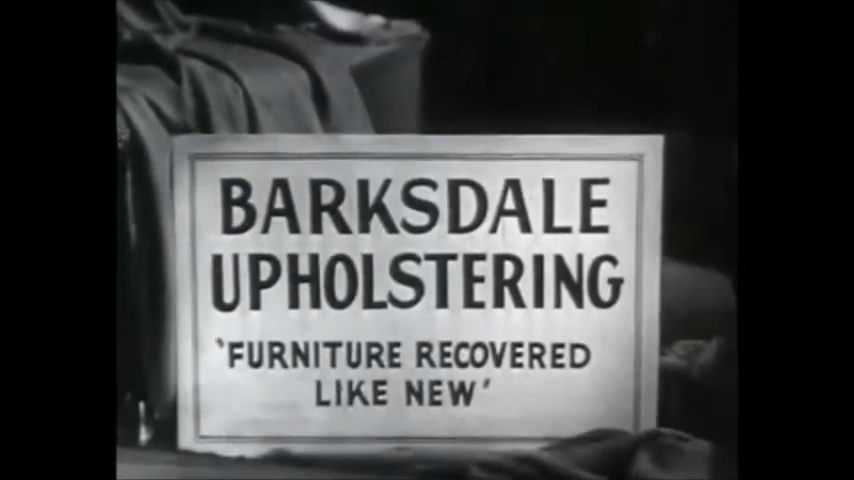 BARKSDALE
UPHOLSTERING
'FURNITURE RECOVERED
LIKE NEW'